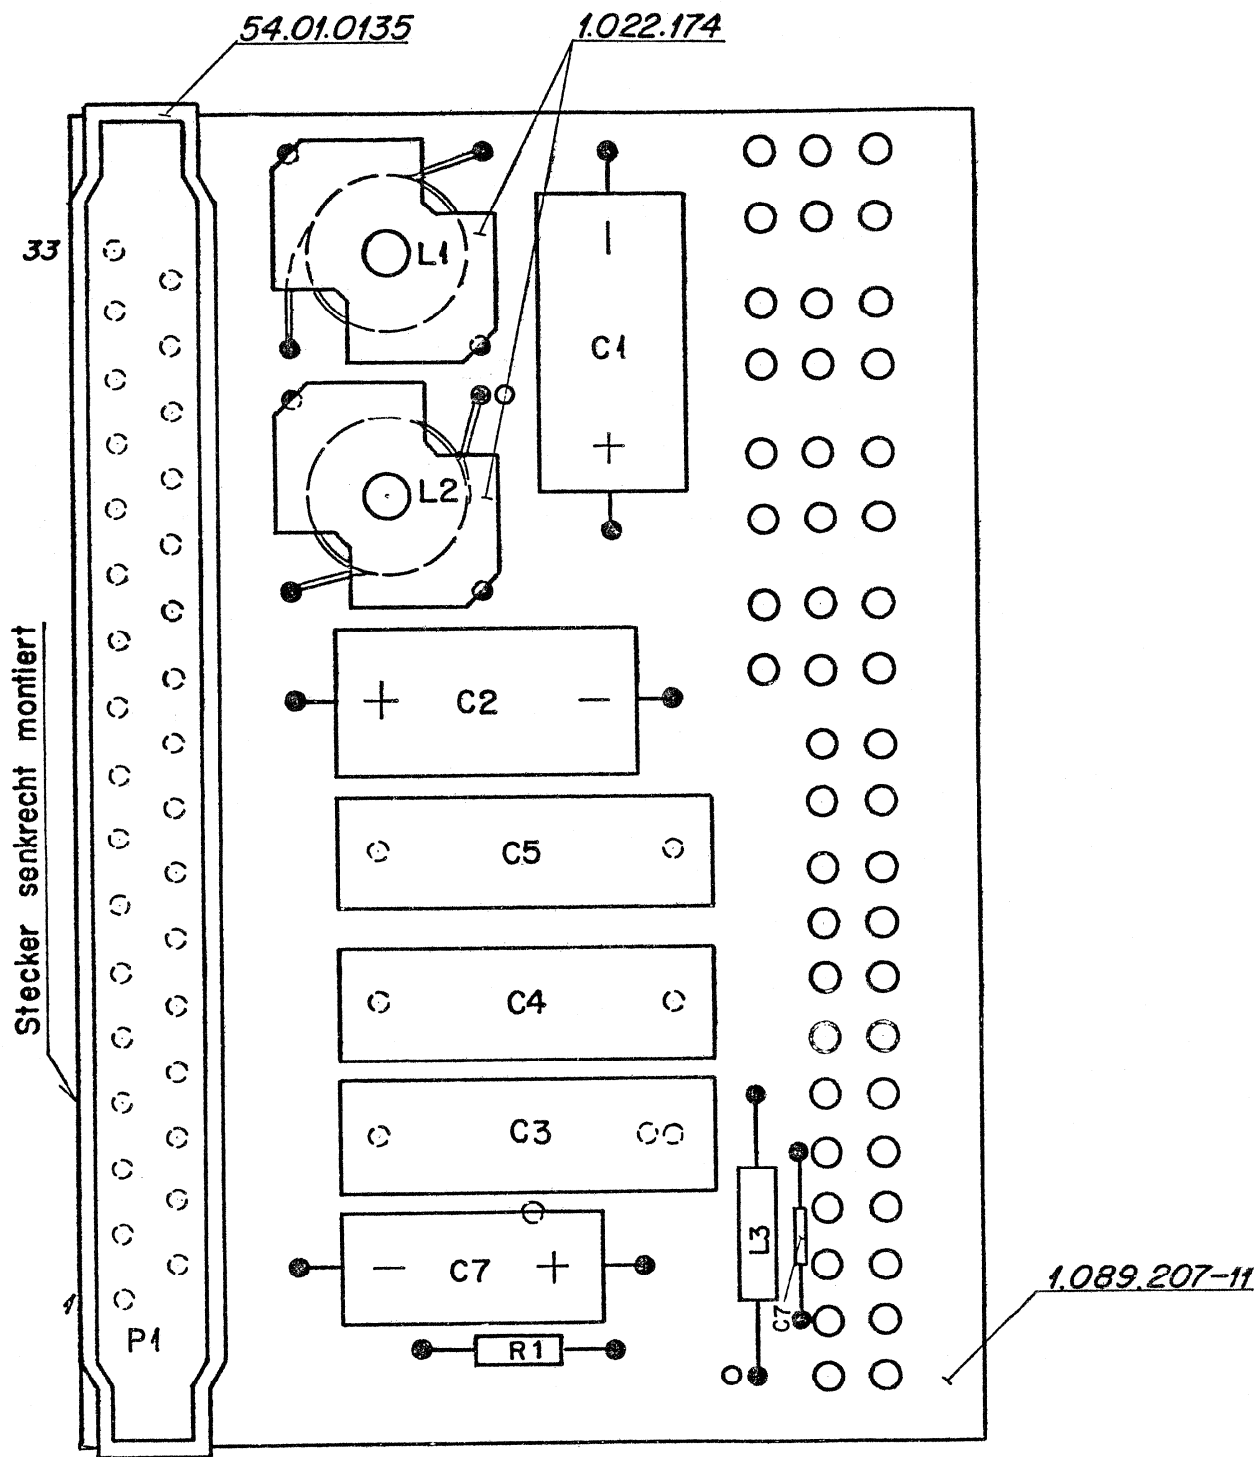 54.01.0135
1.022.174
33
L1
C1
L2
Stecker senkrecht montiert
C2
C5
C4
C3
L3
C7
C7
1.089.207-11
1
P1
R1